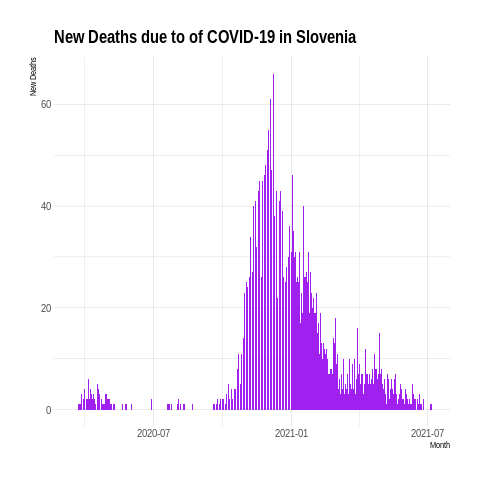 New Deaths due to of COVID-19 in Slovenia
New Deaths
60
40
20
0
2020-07
2021-01
2021-07
Month